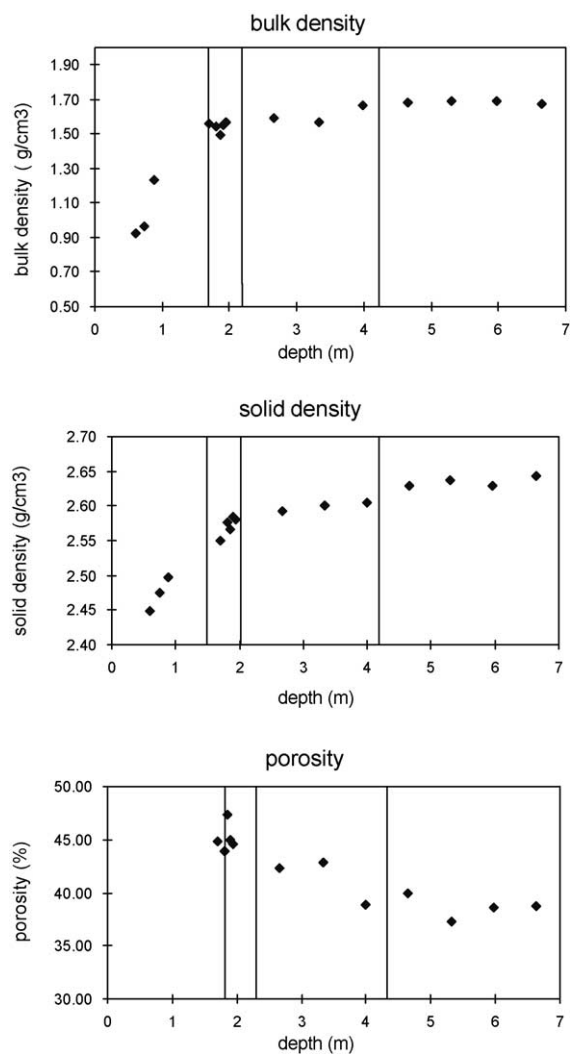 bulk density
1.90
1.70
1.50
1.30
1.10
0.90
0.70
0.50
bulk density ( g/cm3)
0 1 2 3 4 5 6 7
depth (m)
solid density
2.70
2.65
2.60
2.55
2.50
2.45
2.40
solid density (g/cm3)
0 1 2 3 4 5 6 7
depth (m)
porosity
50.00
45.00
40.00
35.00
30.00
porosity (%)
0 1 2 3 4 5 6 7
depth (m)